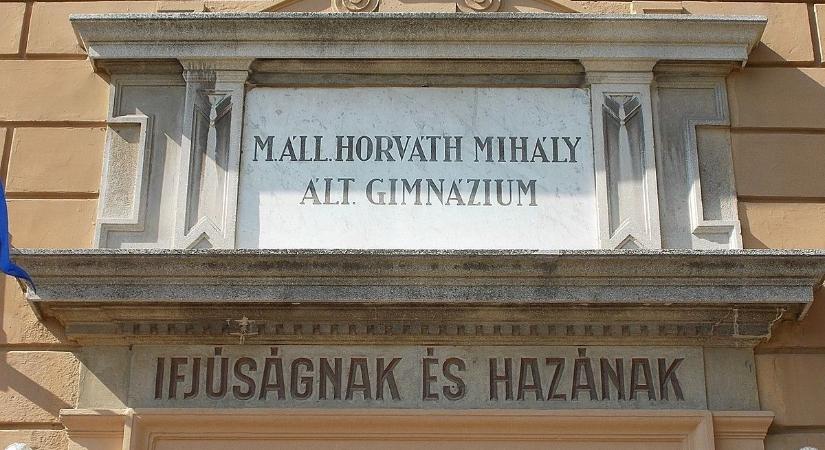 M.ÁLL.HORVÁTH MIHÁLY
ÁLT. GIMNÁZIUM
IFJÚSÁGNAK ÉS HAZÁNAK